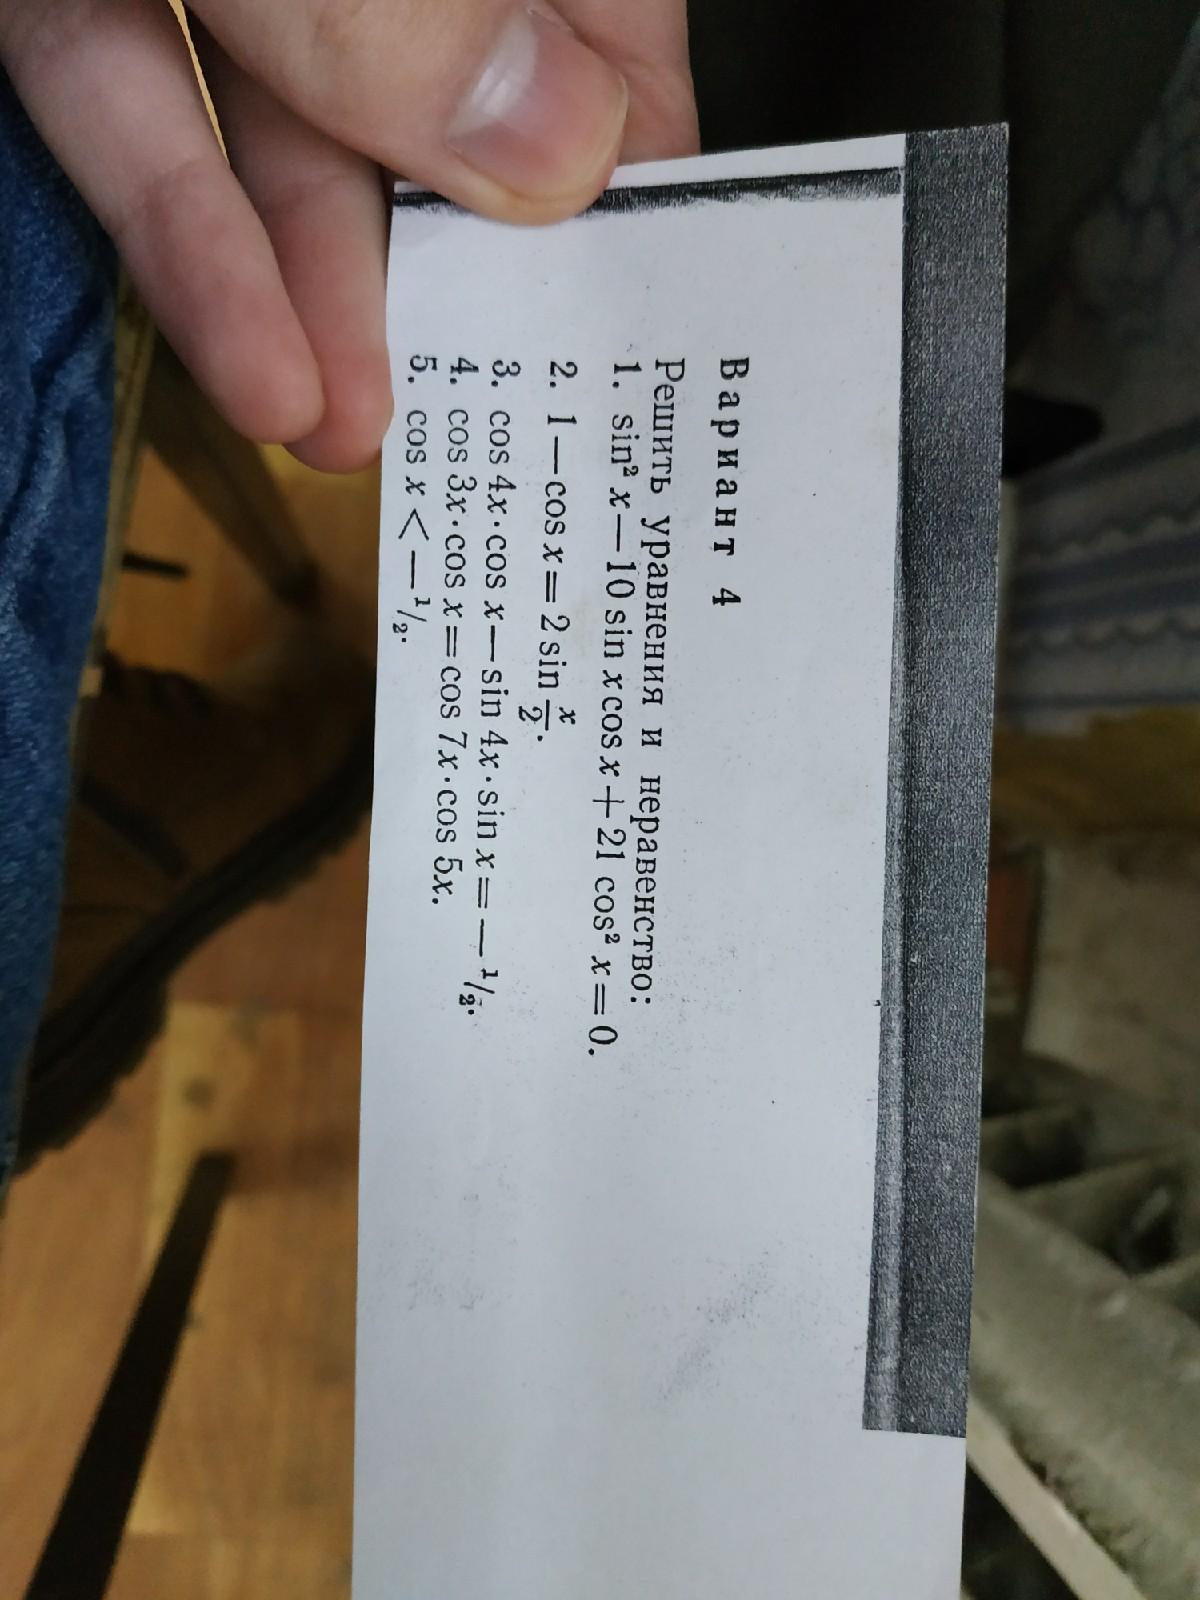 Вариант 4
Решить уравнения и неравенство:
1. sin² x — 10 sin x cos x + 21 cos² x = 0.
2. 1 — cos x = 2 sin x/2.
3. cos 4x · cos x — sin 4x · sin x = — ¹/₂.
4. cos 3x · cos x = cos 7x · cos 5x.
5. cos x < — ¹/₂.